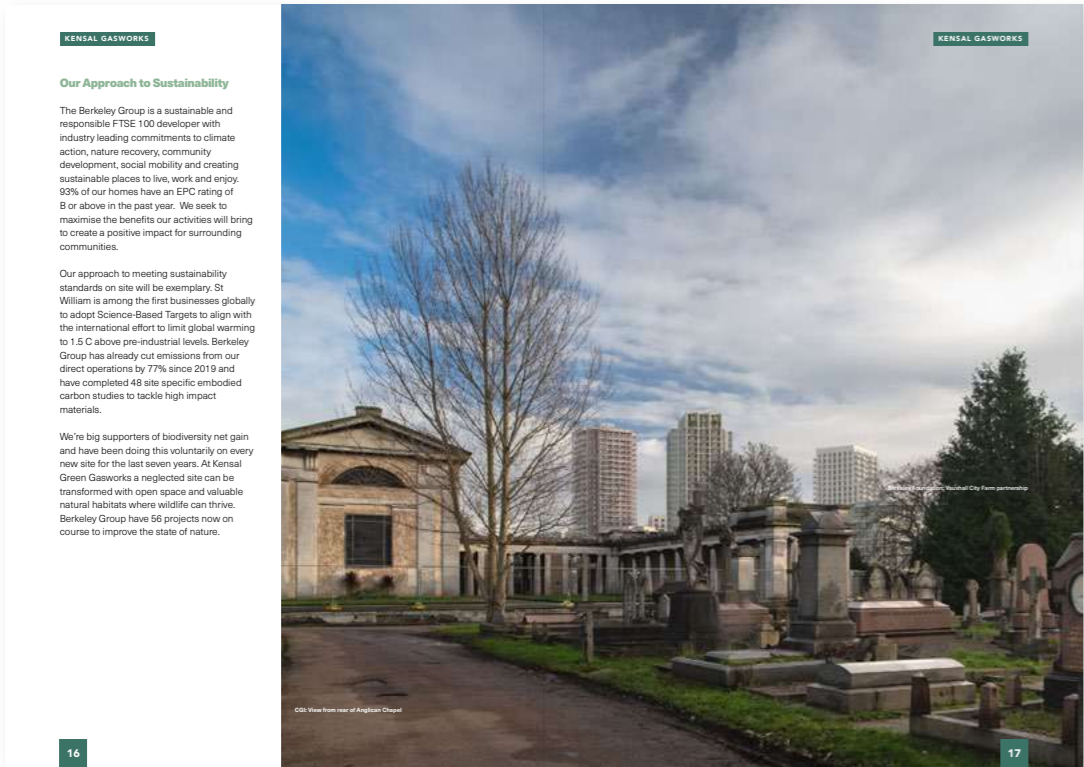 KENSAL GASWORKS
Our Approach to Sustainability
The Berkeley Group is a sustainable and
responsible FTSE 100 developer with
industry leading commitments to climate
action, nature recovery, community
development, social mobility and creating
sustainable places to live, work and enjoy.
93% of our homes have an EPC rating of
B or above in the past year.  We seek to
maximise the benefits our activities will bring
to create a positive impact for surrounding
communities.
Our approach to meeting sustainability
standards on site will be exemplary. St
William is among the first businesses globally
to adopt Science-Based Targets to align with
the international effort to limit global warming
to 1.5 C above pre-industrial levels. Berkeley
Group has already cut emissions from our
direct operations by 77% since 2019 and
have completed 48 site specific embodied
carbon studies to tackle high impact
materials.
We're big supporters of biodiversity net gain
and have been doing this voluntarily on every
new site for the last seven years. At Kensal
Green Gasworks a neglected site can be
transformed with open space and valuable
natural habitats where wildlife can thrive.
Berkeley Group have 56 projects now on
course to improve the state of nature.
16
KENSAL GASWORKS
Berkeley Foundation; Vauxhall City Farm partnership
CGI: View from rear of Anglican Chapel
17